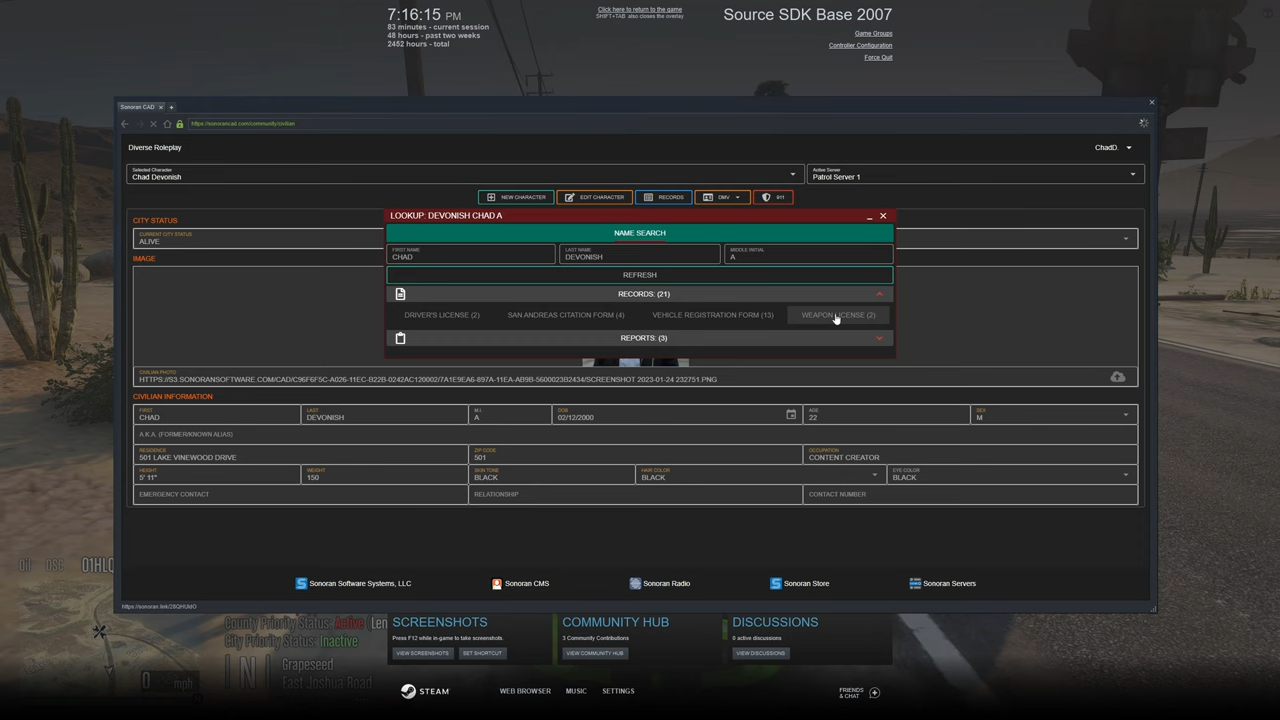 7:16:15 PM
83 minutes - current session
48 hours - past two weeks
2452 hours - total
Click here to return to the game
SHIFT+TAB also closes the overlay
Source SDK Base 2007
Game Groups
Controller Configuration
Force Quit
Sonoran CAD
https://sonorancad.com/community/civilian
Diverse Roleplay
ChadD.
Selected Character
Chad Devonish
Active Server
Patrol Server 1
NEW CHARACTER
EDIT CHARACTER
RECORDS
DMV
911
CITY STATUS
CURRENT CITY STATUS
ALIVE
IMAGE
LOOKUP: DEVONISH CHAD A
NAME SEARCH
FIRST NAME
CHAD
LAST NAME
DEVONISH
MIDDLE INITIAL
A
REFRESH
RECORDS: (21)
DRIVER'S LICENSE (2)
SAN ANDREAS CITATION FORM (4)
VEHICLE REGISTRATION FORM (13)
WEAPON LICENSE (2)
REPORTS: (3)
CIVILIAN PHOTO
HTTPS://S3.SONORANSOFTWARE.COM/CAD/C96F6F5C-A026-11EC-B22B-0242AC120002/7A1E9EA6-897A-11EA-AB9B-5600023B2434/SCREENSHOT 2023-01-24 232751.PNG
CIVILIAN INFORMATION
FIRST
CHAD
LAST
DEVONISH
M.I.
A
DOB
02/12/2000
AGE
22
SEX
M
A.K.A. (FORMER/KNOWN ALIAS)
RESIDENCE
501 LAKE VINEWOOD DRIVE
ZIP CODE
501
OCCUPATION
CONTENT CREATOR
HEIGHT
5' 11"
WEIGHT
150
SKIN TONE
BLACK
HAIR COLOR
BLACK
EYE COLOR
BLACK
EMERGENCY CONTACT
RELATIONSHIP
CONTACT NUMBER
Sonoran Software Systems, LLC
Sonoran CMS
Sonoran Radio
Sonoran Store
Sonoran Servers
oil osc 01HLQ
County Priority Status: Active (Len
City Priority Status: Inactive
N
Grapeseed
East Joshua Road
0 mph
SCREENSHOTS
Press F12 while in-game to take screenshots.
VIEW SCREENSHOTS
SET SHORTCUT
COMMUNITY HUB
3 Community Contributions
VIEW COMMUNITY HUB
DISCUSSIONS
0 active discussions
VIEW DISCUSSIONS
STEAM
WEB BROWSER
MUSIC
SETTINGS
FRIENDS
& CHAT